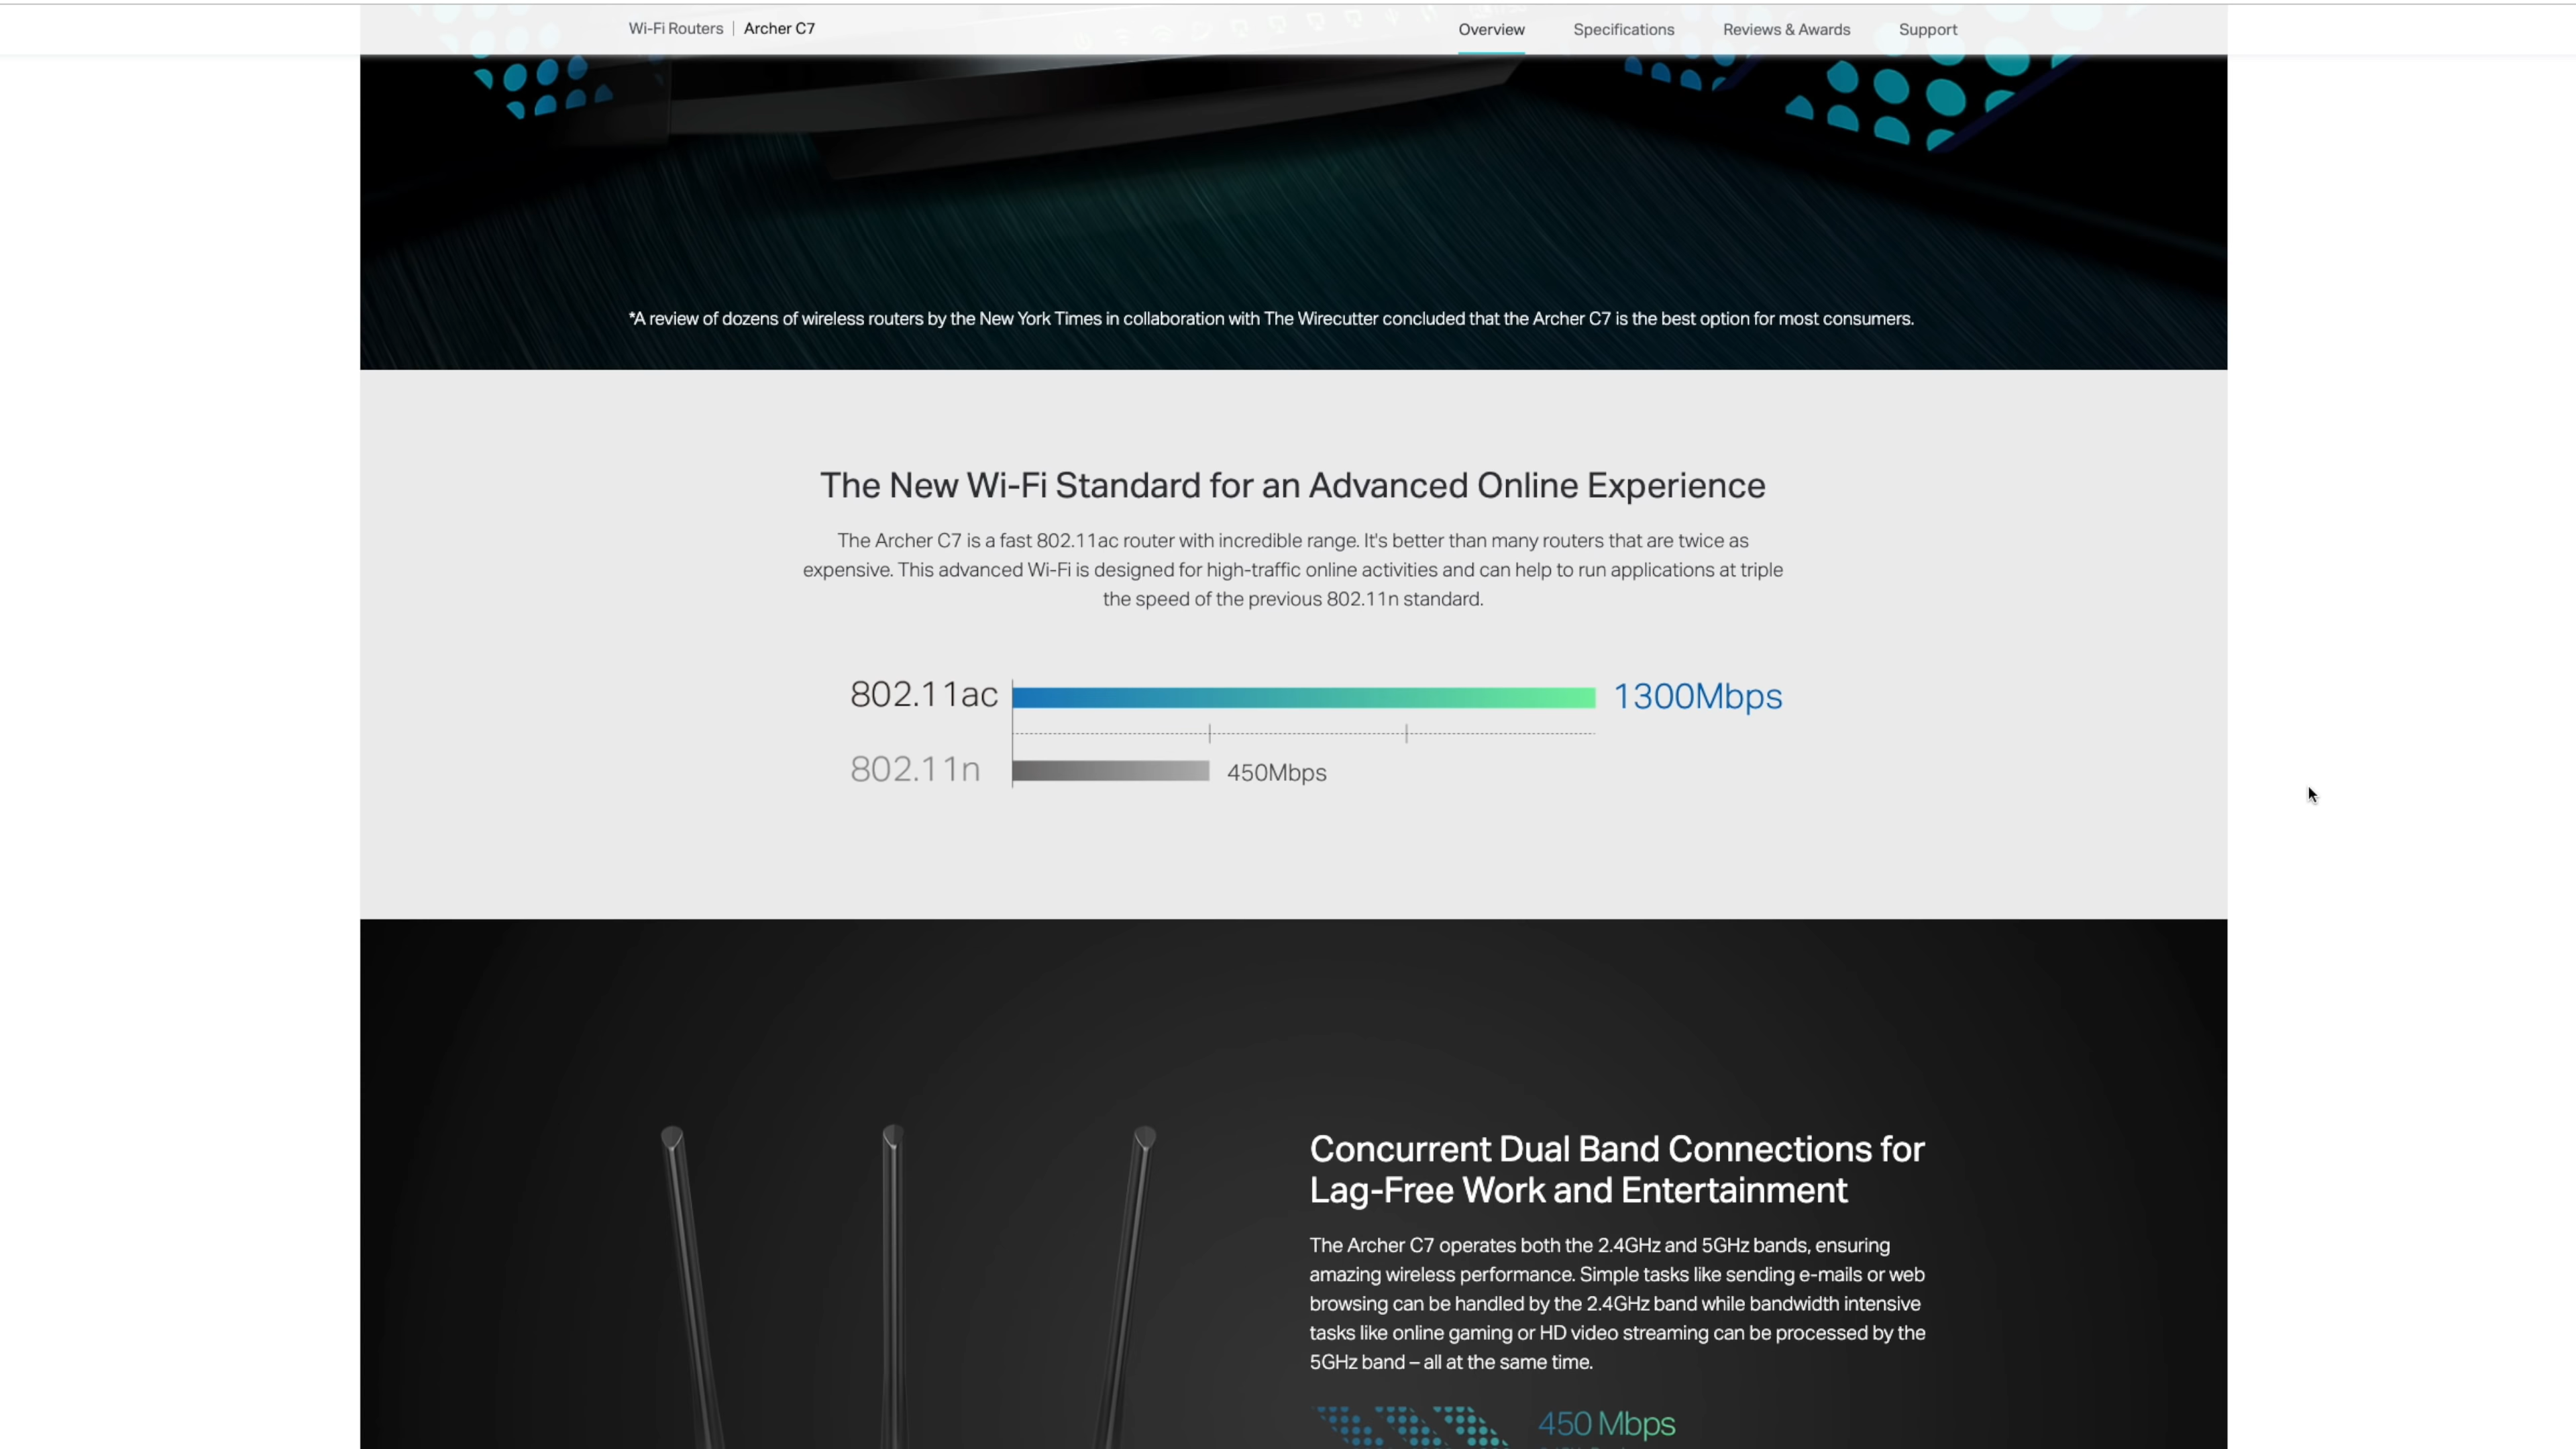 Wi-Fi Routers | Archer C7
Overview Specifications Reviews & Awards Support
*A review of dozens of wireless routers by the New York Times in collaboration with The Wirecutter concluded that the Archer C7 is the best option for most consumers.
The New Wi-Fi Standard for an Advanced Online Experience
The Archer C7 is a fast 802.11ac router with incredible range. It's better than many routers that are twice as
expensive. This advanced Wi-Fi is designed for high-traffic online activities and can help to run applications at triple
the speed of the previous 802.11n standard.
802.11ac 1300Mbps
802.11n 450Mbps
Concurrent Dual Band Connections for
Lag-Free Work and Entertainment
The Archer C7 operates both the 2.4GHz and 5GHz bands, ensuring
amazing wireless performance. Simple tasks like sending e-mails or web
browsing can be handled by the 2.4GHz band while bandwidth intensive
tasks like online gaming or HD video streaming can be processed by the
5GHz band – all at the same time.
450 Mbps